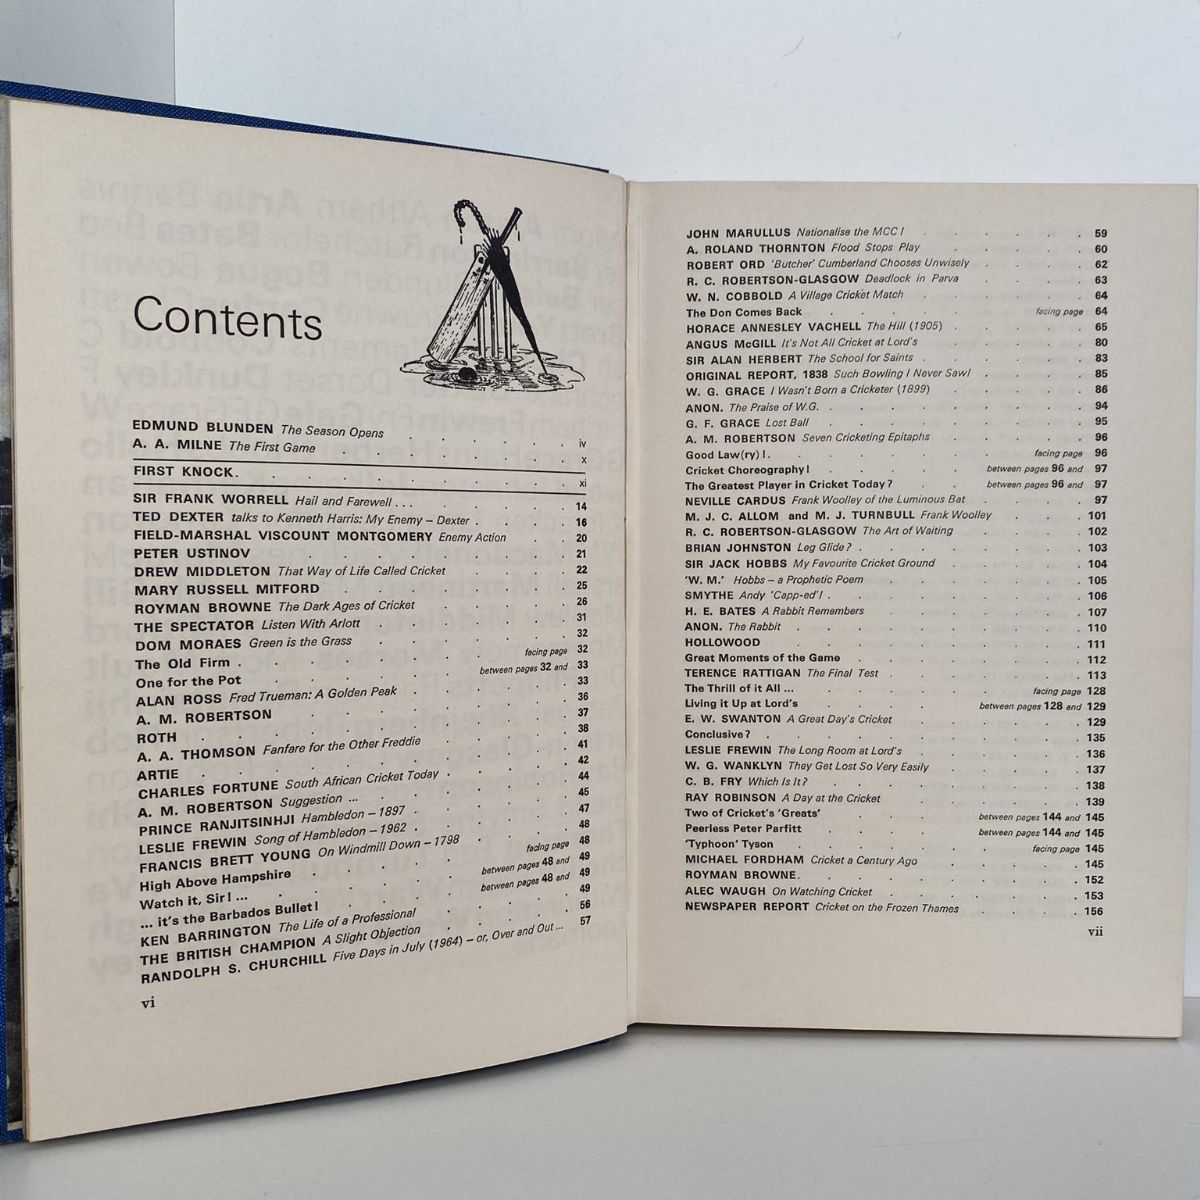 Contents
EDMUND BLUNDEN The Season Opens . . . iv
A. A. MILNE The First Game . . . x
FIRST KNOCK. . . . xi
SIR FRANK WORRELL Hail and Farewell . . . 14
TED DEXTER talks to Kenneth Harris: My Enemy – Dexter . 16
FIELD-MARSHAL VISCOUNT MONTGOMERY Enemy Action 20
PETER USTINOV . . . 21
DREW MIDDLETON That Way of Life Called Cricket . . . 22
MARY RUSSELL MITFORD . . . 25
ROYMAN BROWNE The Dark Ages of Cricket . . . 26
THE SPECTATOR Listen With Arlott . . . 31
DOM MORAES Green is the Grass . . . 32
The Old Firm . . . facing page 32
One for the Pot . . . between pages 32 and 33
ALAN ROSS Fred Trueman: A Golden Peak . . . 33
A. M. ROBERTSON . . . 36
ROTH . . . 37
A. A. THOMSON Fanfare for the Other Freddie . . . 38
ARTIE . . . 41
CHARLES FORTUNE South African Cricket Today . . . 42
A. M. ROBERTSON Suggestion ... . . . 44
PRINCE RANJITSINHJI Hambledon – 1897 . . . 45
LESLIE FREWIN Song of Hambledon – 1962 . . . 47
FRANCIS BRETT YOUNG On Windmill Down – 1798 . . . 48
High Above Hampshire . . . facing page 48
Watch it, Sir! ... . . . between pages 48 and 49
... it's the Barbados Bullet! . . . between pages 48 and 49
KEN BARRINGTON The Life of a Professional . . . 49
THE BRITISH CHAMPION A Slight Objection . . . 56
RANDOLPH S. CHURCHILL Five Days in July (1964) – or, Over and Out ... 57
vi
JOHN MARULLUS Nationalise the MCC! . . . 59
A. ROLAND THORNTON Flood Stops Play . . . 60
ROBERT ORD 'Butcher' Cumberland Chooses Unwisely . . . 62
R. C. ROBERTSON-GLASGOW Deadlock in Parva . . . 63
W. N. COBBOLD A Village Cricket Match . . . 64
The Don Comes Back . . . facing page 64
HORACE ANNESLEY VACHELL The Hill (1905) . . . 65
ANGUS McGILL It's Not All Cricket at Lord's . . . 80
SIR ALAN HERBERT The School for Saints . . . 83
ORIGINAL REPORT, 1838 Such Bowling I Never Saw! . . . 85
W. G. GRACE I Wasn't Born a Cricketer (1899) . . . 86
ANON. The Praise of W.G. . . . 94
G. F. GRACE Lost Ball . . . 95
A. M. ROBERTSON Seven Cricketing Epitaphs . . . 96
Good Law(ry)! . . . facing page 96
Cricket Choreography! . . . between pages 96 and 97
The Greatest Player in Cricket Today? . . between pages 96 and 97
NEVILLE CARDUS Frank Woolley of the Luminous Bat . . . 97
M. J. C. ALLOM and M. J. TURNBULL Frank Woolley . . . 101
R. C. ROBERTSON-GLASGOW The Art of Waiting . . . 102
BRIAN JOHNSTON Leg Glide? . . . 103
SIR JACK HOBBS My Favourite Cricket Ground . . . 104
'W. M.' Hobbs – a Prophetic Poem . . . 105
SMYTHE Andy 'Capp-ed'! . . . 106
H. E. BATES A Rabbit Remembers . . . 107
ANON. The Rabbit . . . 110
HOLLOWOOD . . . 111
Great Moments of the Game . . . 112
TERENCE RATTIGAN The Final Test . . . 113
The Thrill of it All ... . . . facing page 128
Living it Up at Lord's . . . between pages 128 and 129
E. W. SWANTON A Great Day's Cricket . . . 129
Conclusive? . . . 135
LESLIE FREWIN The Long Room at Lord's . . . 136
W. G. WANKLYN They Get Lost So Very Easily . . . 137
C. B. FRY Which Is It? . . . 138
RAY ROBINSON A Day at the Cricket . . . 139
Two of Cricket's 'Greats' . . . between pages 144 and 145
Peerless Peter Parfitt . . . between pages 144 and 145
'Typhoon' Tyson . . . facing page 145
MICHAEL FORDHAM Cricket a Century Ago . . . 145
ROYMAN BROWNE. . . . 152
ALEC WAUGH On Watching Cricket . . . 153
NEWSPAPER REPORT Cricket on the Frozen Thames . . . 156
vii